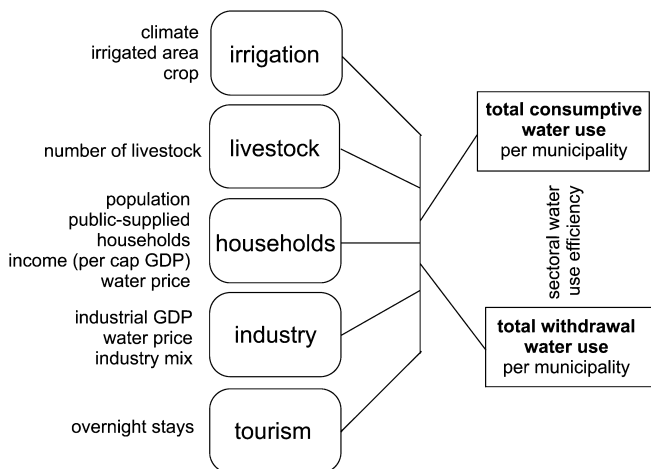 climate
irrigated area
crop
irrigation
number of livestock
livestock
population
public-supplied
households
income (per cap GDP)
water price
households
industrial GDP
water price
industry mix
industry
overnight stays
tourism
total consumptive
water use
per municipality
sectoral water
use efficiency
total withdrawal
water use
per municipality